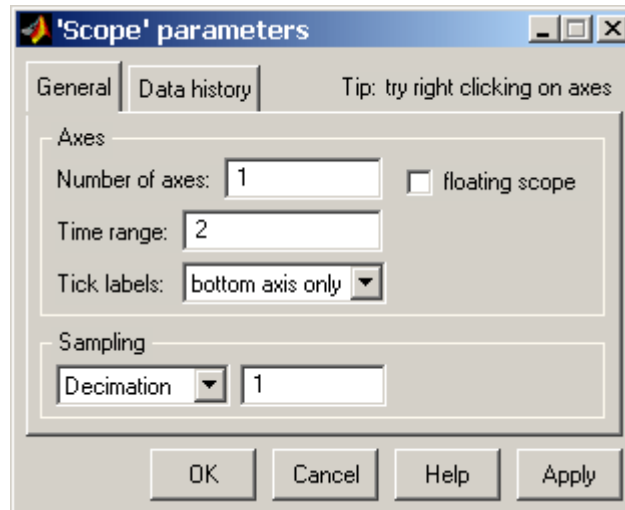 'Scope' parameters
General Data history Tip: try right clicking on axes
Axes
Number of axes: 1 floating scope
Time range: 2
Tick labels: bottom axis only
Sampling
Decimation 1
OK Cancel Help Apply